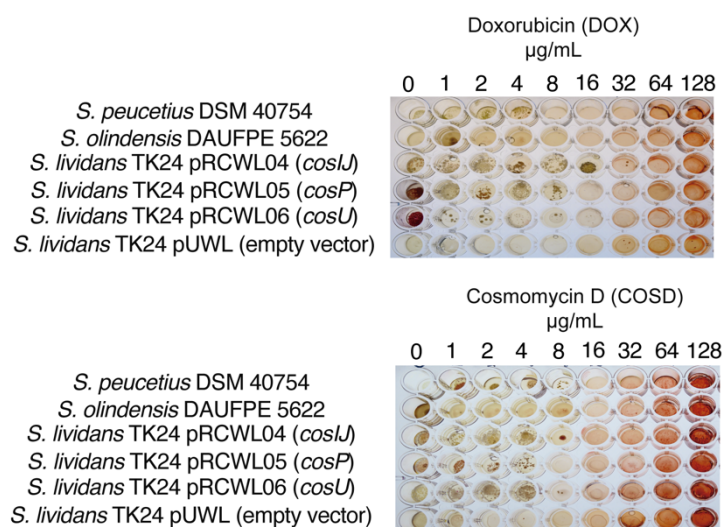 Doxorubicin (DOX)
µg/mL
0 1 2 4 8 16 32 64 128
S. peucetius DSM 40754
S. olindensis DAUFPE 5622
S. lividans TK24 pRCWL04 (cosIJ)
S. lividans TK24 pRCWL05 (cosP)
S. lividans TK24 pRCWL06 (cosU)
S. lividans TK24 pUWL (empty vector)
Cosmomycin D (COSD)
µg/mL
0 1 2 4 8 16 32 64 128
S. peucetius DSM 40754
S. olindensis DAUFPE 5622
S. lividans TK24 pRCWL04 (cosIJ)
S. lividans TK24 pRCWL05 (cosP)
S. lividans TK24 pRCWL06 (cosU)
S. lividans TK24 pUWL (empty vector)